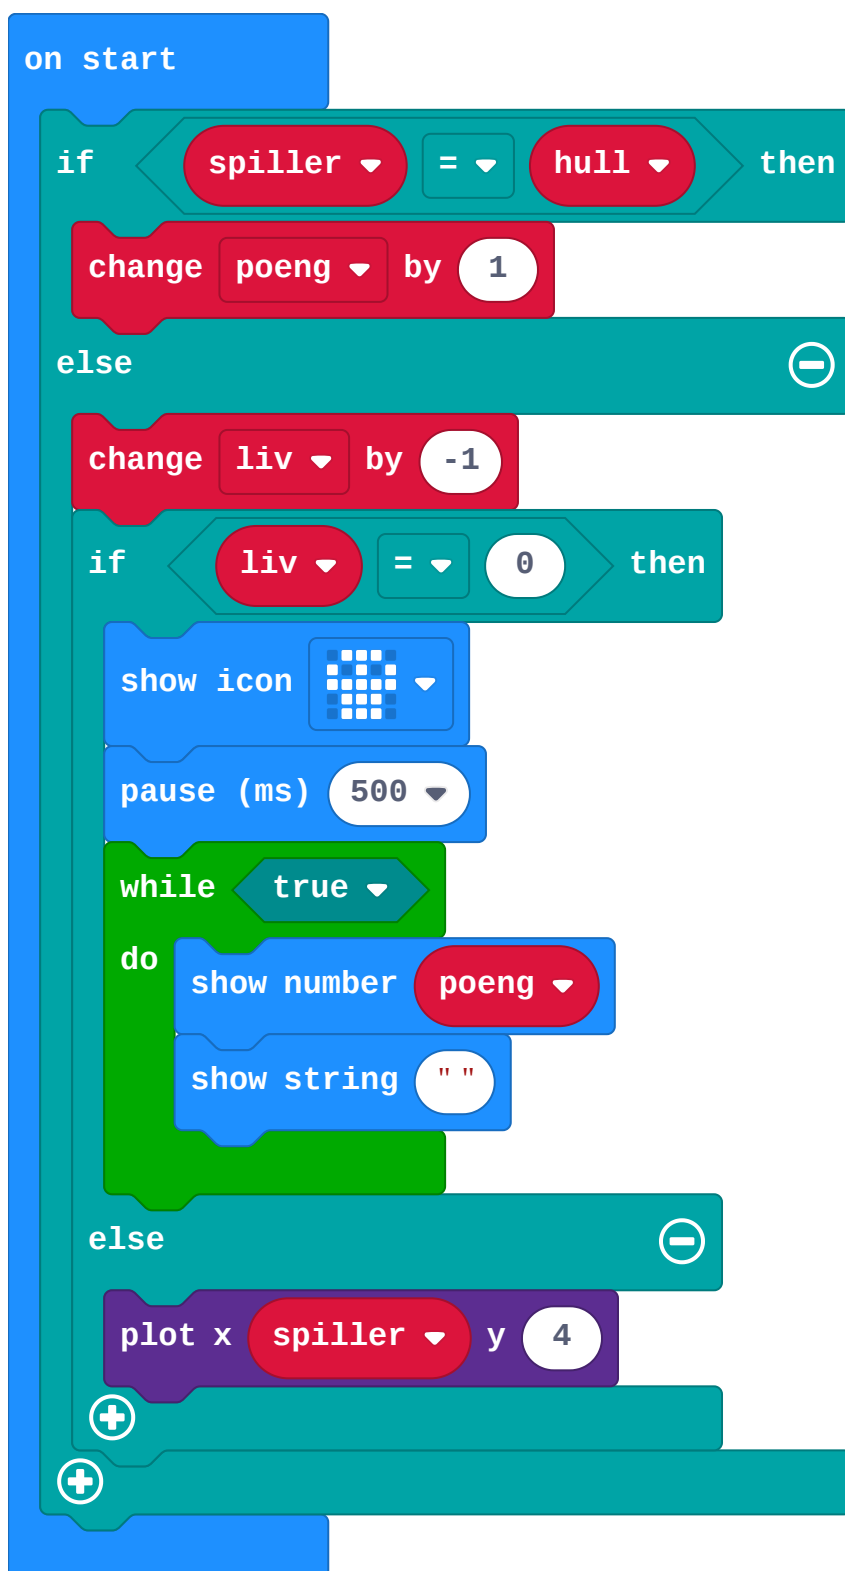 on start
if spiller = hull then
change poeng by 1
else
change liv by -1
if liv = 0 then
show icon
pause (ms) 500
while true
do
show number poeng
show string " "
else
plot x spiller y 4